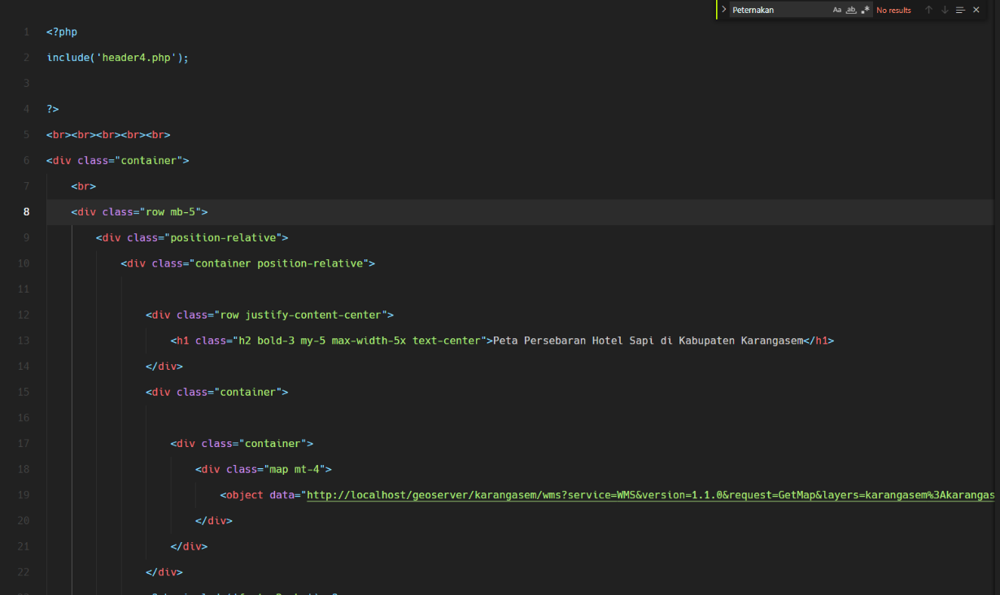 Peternakan Aa ab .* No results
1 <?php
2 include('header4.php');
3
4 ?>
5 <br><br><br><br><br>
6 <div class="container">
7 <br>
8 <div class="row mb-5">
9 <div class="position-relative">
10 <div class="container position-relative">
11
12 <div class="row justify-content-center">
13 <h1 class="h2 bold-3 my-5 max-width-5x text-center">Peta Persebaran Hotel Sapi di Kabupaten Karangasem</h1>
14 </div>
15 <div class="container">
16
17 <div class="container">
18 <div class="map mt-4">
19 <object data="http://localhost/geoserver/karangasem/wms?service=WMS&version=1.1.0&request=GetMap&layers=karangasem%3Akarangas
20 </div>
21 </div>
22 </div>